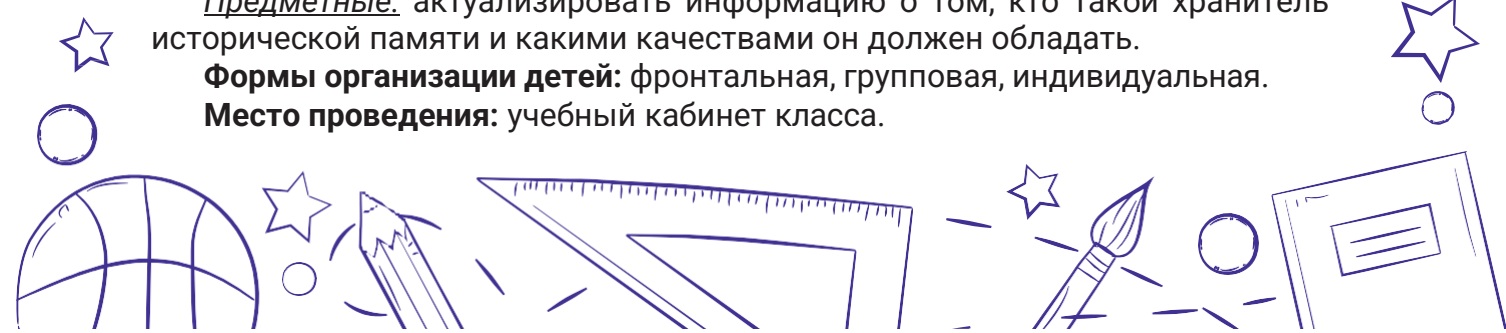 Предметные: актуализировать информацию о том, кто такой хранитель
исторической памяти и какими качествами он должен обладать.
Формы организации детей: фронтальная, групповая, индивидуальная.
Место проведения: учебный кабинет класса.